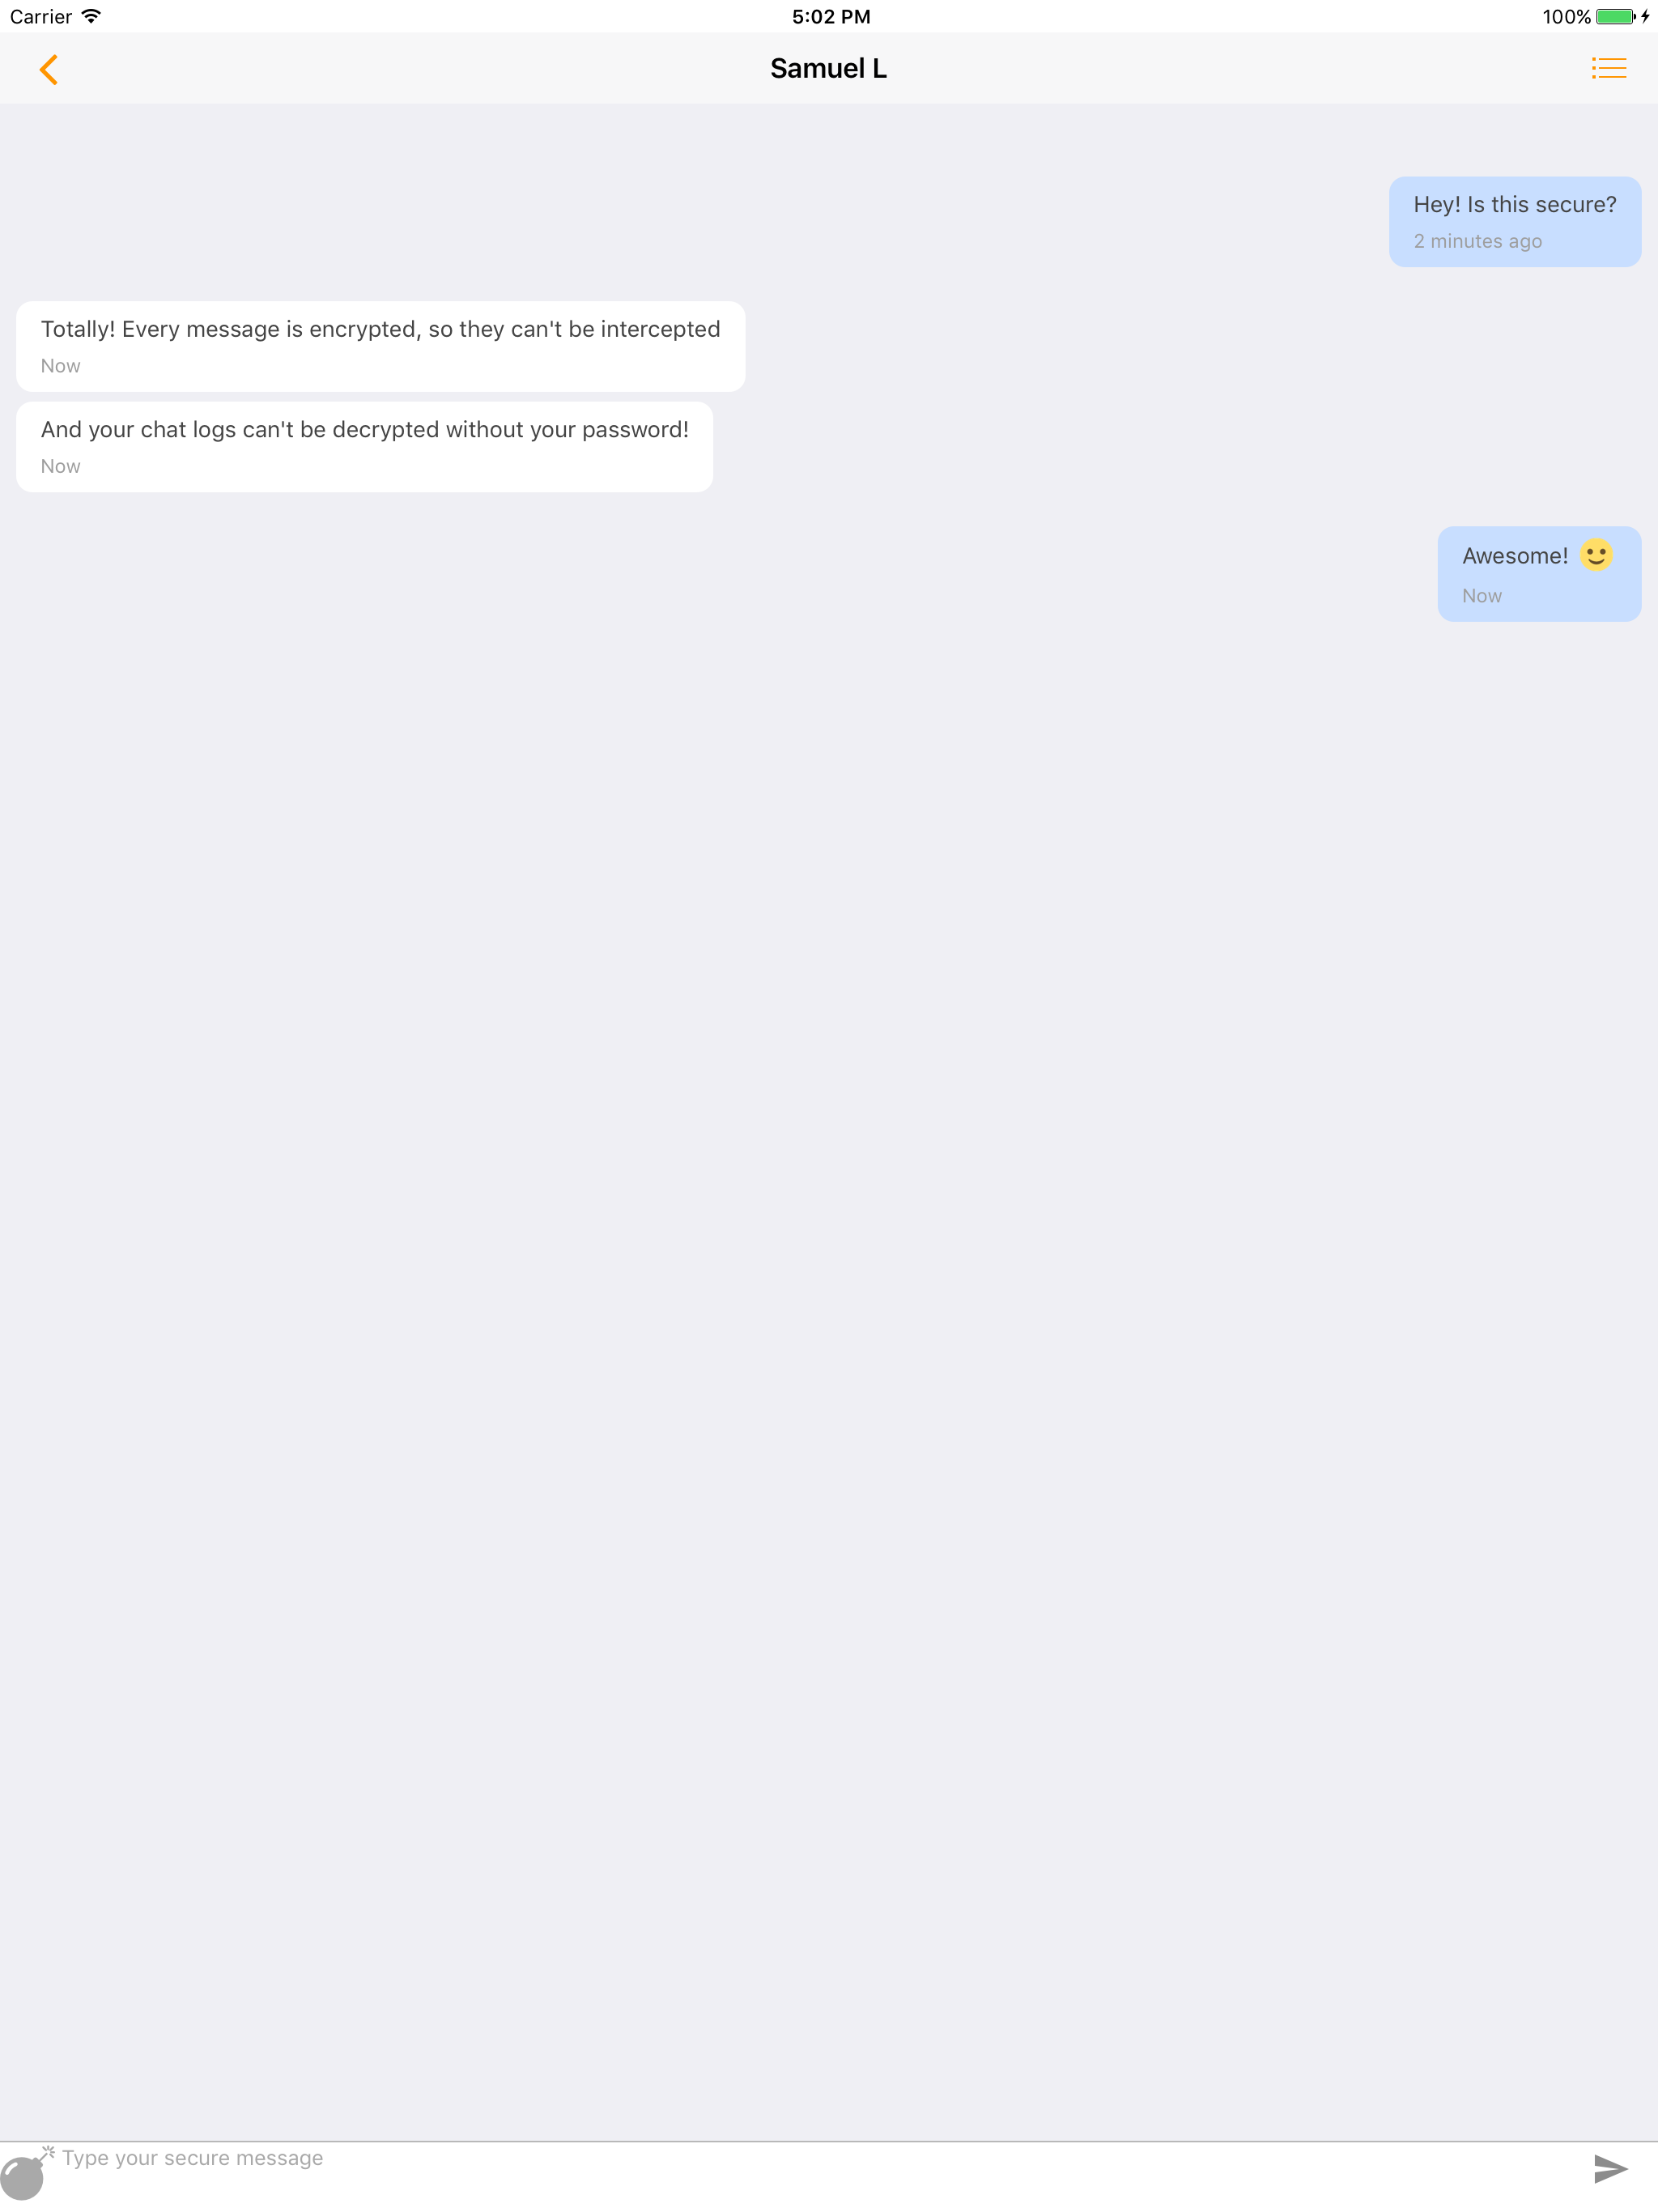 Carrier 5:02 PM 100%
Samuel L
Hey! Is this secure?
2 minutes ago
Totally! Every message is encrypted, so they can't be intercepted
Now
And your chat logs can't be decrypted without your password!
Now
Awesome! 🙂
Now
Type your secure message